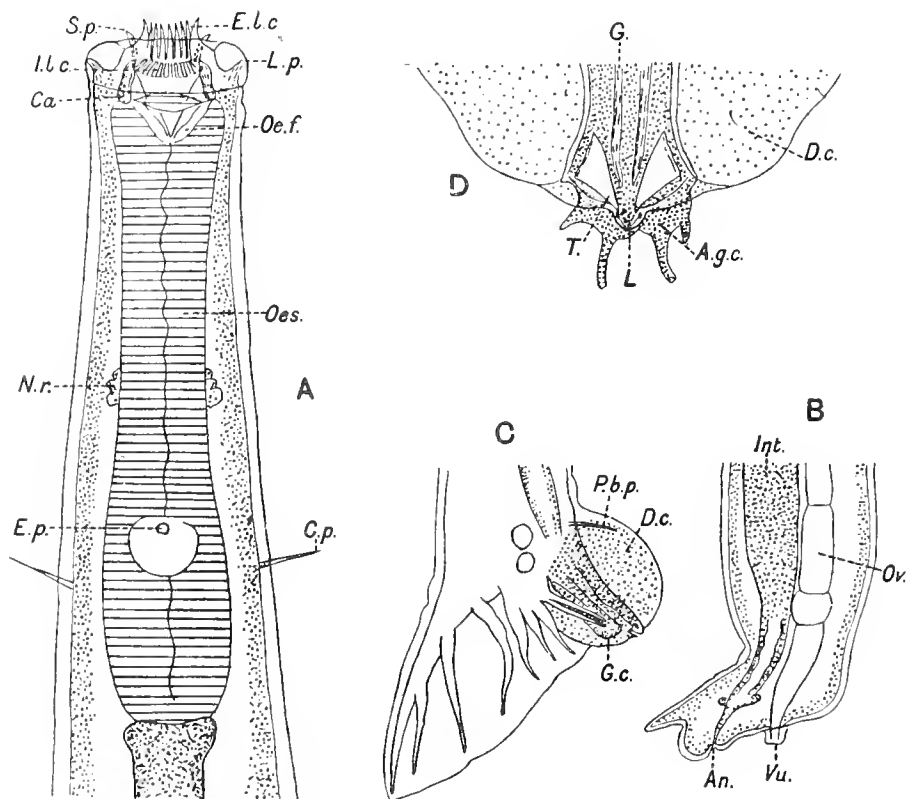 S.p.
E.l.c
I.l.c.
L.p.
Ca
Oe.f.
Oes.
N.r.
A
E.p.
C.p.
G.
D.c.
D
T.
L
A.g.c.
C
P.b.p.
D.c.
G.c.
B
Int.
Ov.
An.
Vu.